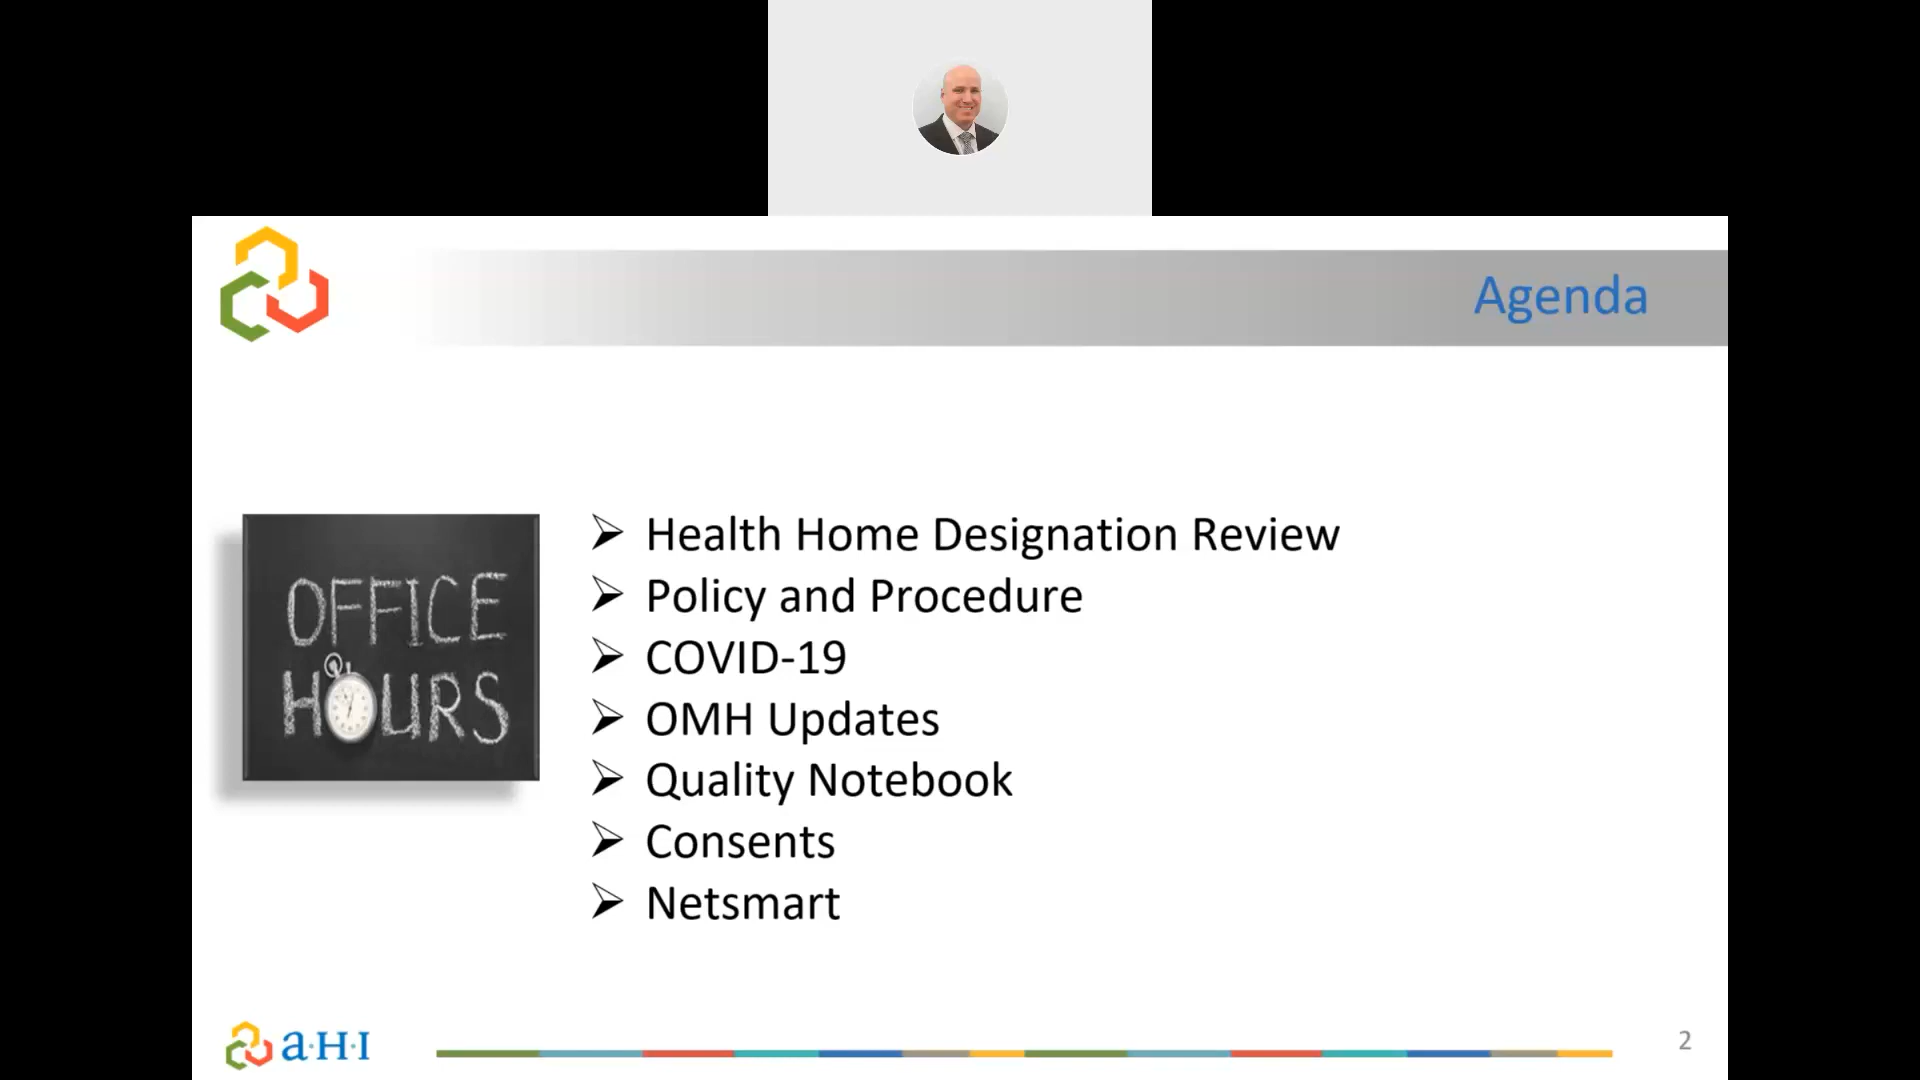 Agenda
OFFICE
HOURS
Health Home Designation Review
Policy and Procedure
COVID-19
OMH Updates
Quality Notebook
Consents
Netsmart
a·H·I
2